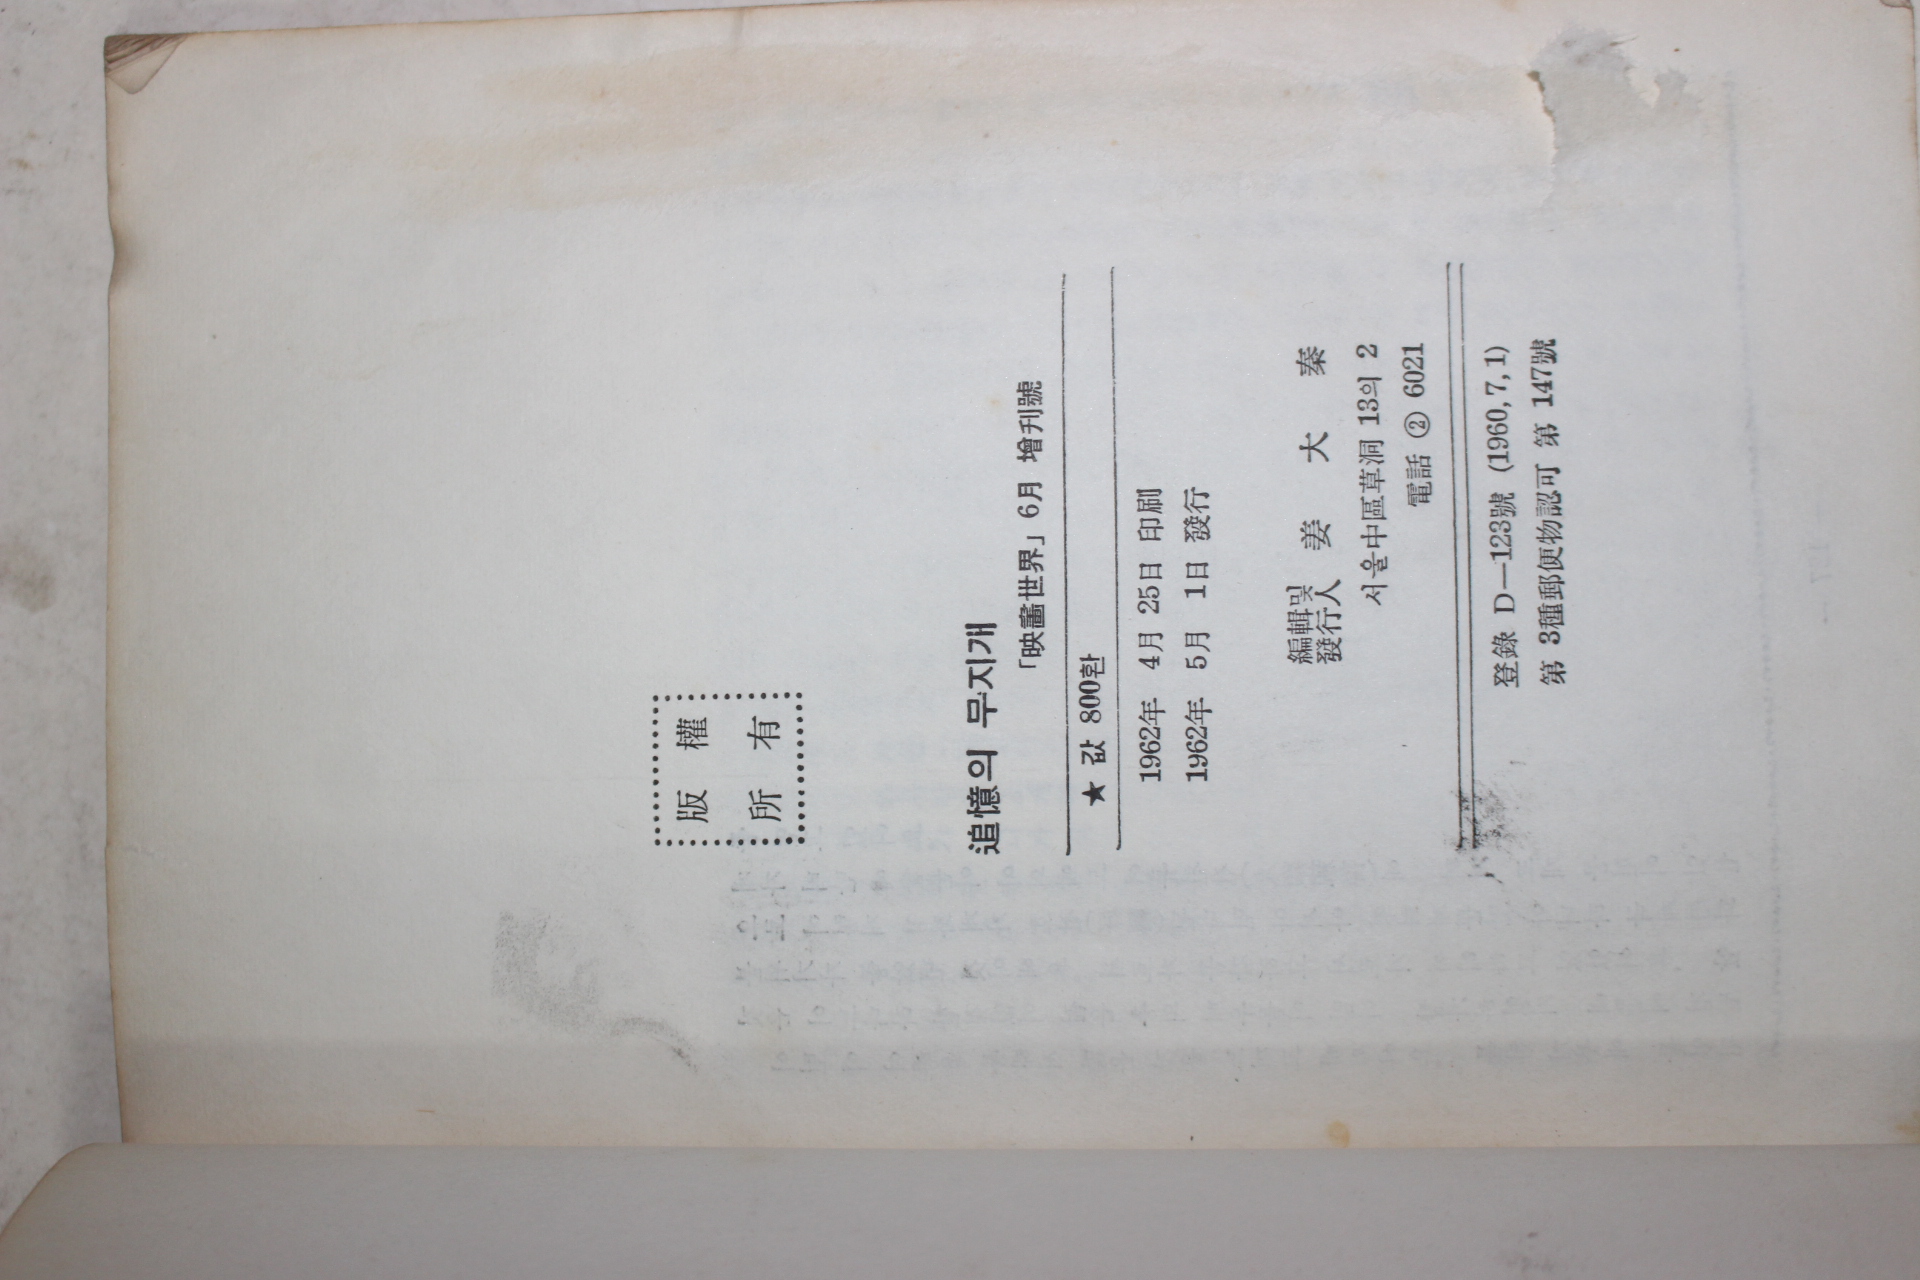 版權
所有
追憶의 무지개
「映畵世界」6月 增刊號
★ 값 800환
1962年 4月 25日 印刷
1962年 5月 1日 發行
編輯및
發行人 姜大秦
서울中區草洞 13의 2
電話 ② 6021
登錄 D—123號 (1960, 7, 1)
第 3種郵便物認可 第 147號